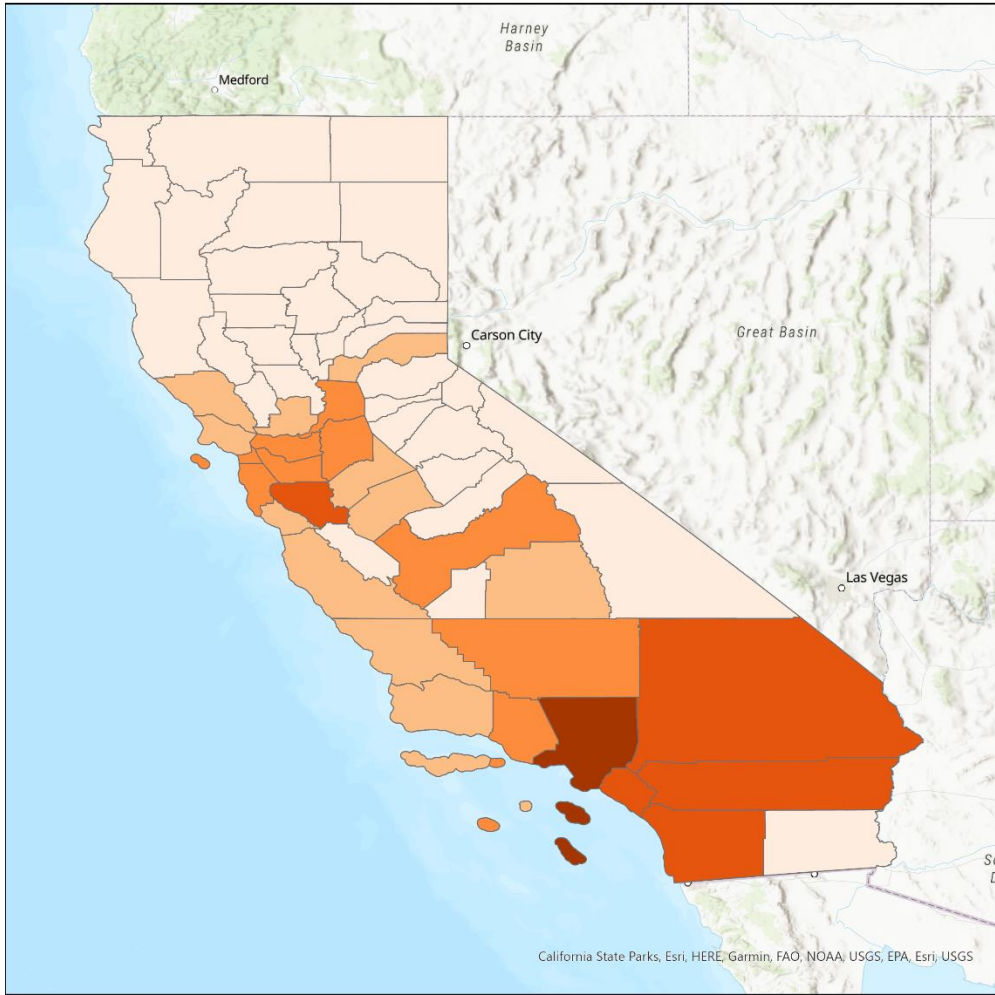 Harney
Basin
Medford
Carson City
Great Basin
Las Vegas
California State Parks, Esri, HERE, Garmin, FAO, NOAA, USGS, EPA, Esri, USGS